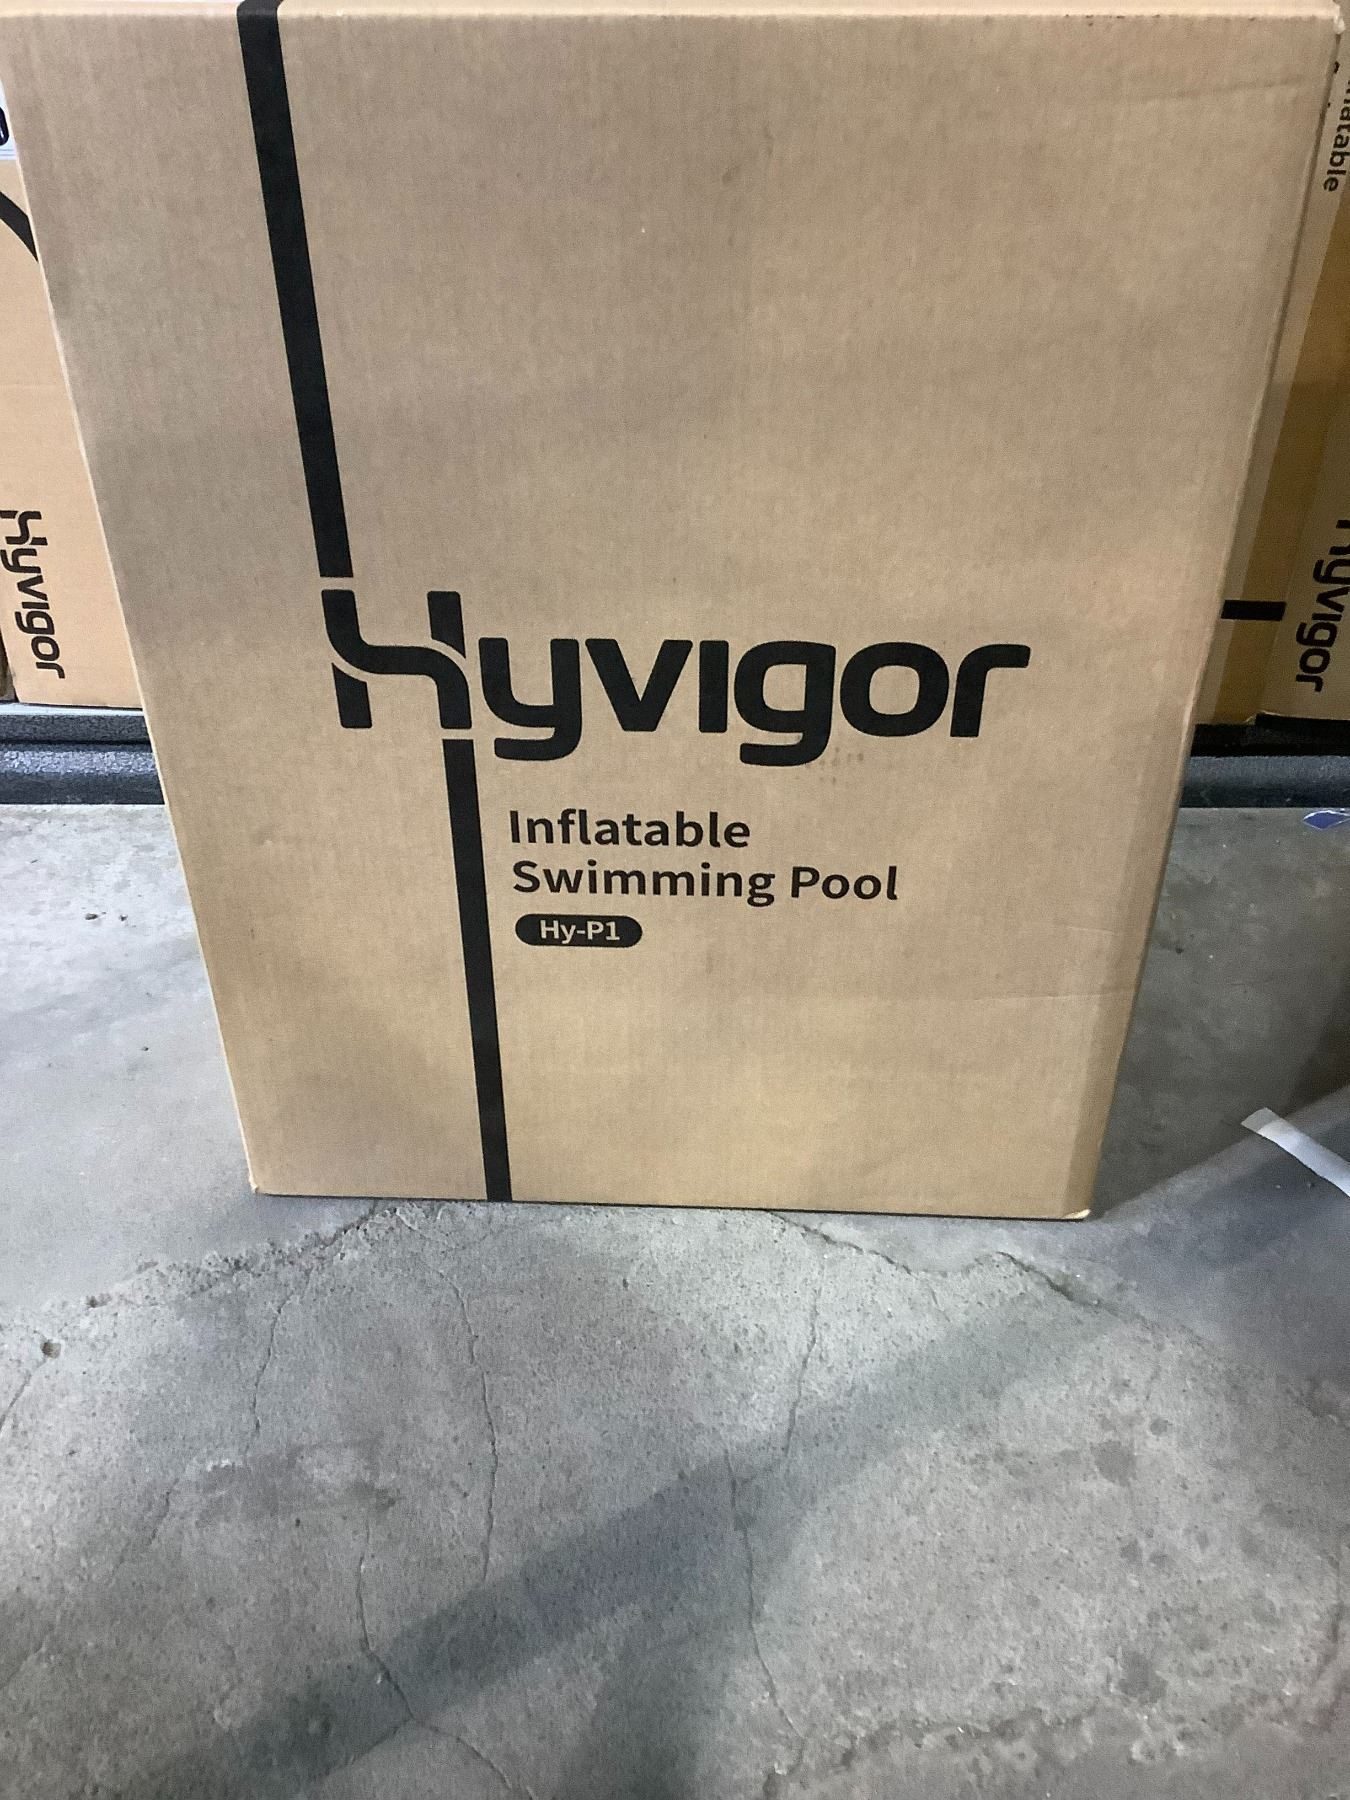 Hyvigor
Inflatable
Swimming Pool
Hy-P1
Hyvigor
Hyvigor